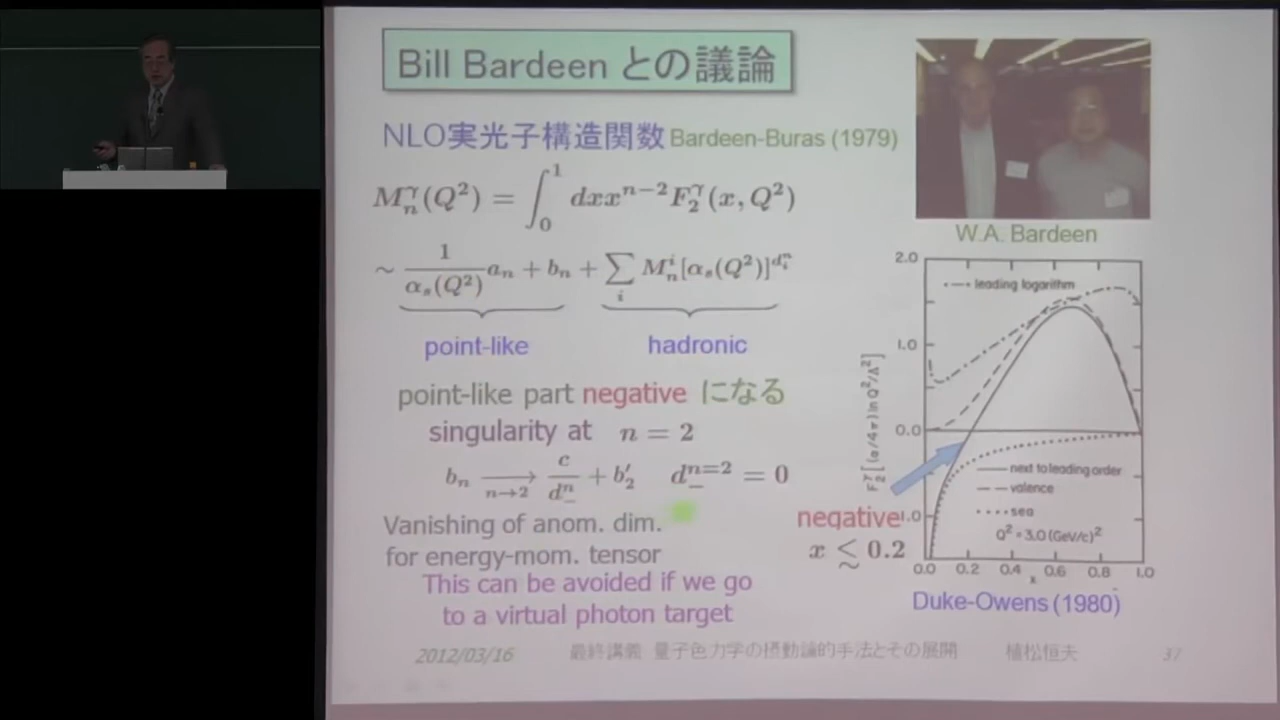 Bill Bardeen との議論
NLO実光子構造関数 Bardeen-Buras (1979)
M_n^γ(Q²) = ∫_0^1 dxx^{n−2}F_2^γ(x, Q²)
∼ 1/α_s(Q²) a_n + b_n + ∑_i M_n^i[α_s(Q²)]^{d_i^n}
point-like
hadronic
point-like part negative になる
singularity at n = 2
b_n →_{n→2} c/d_−^n + b′_2 d_−^{n=2} = 0
Vanishing of anom. dim.
for energy-mom. tensor
This can be avoided if we go
to a virtual photon target
W.A. Bardeen
2.0
1.0
0.0
1.0
F_2^γ[(α/4π) ln Q²/Λ²]
leading logarithm
next to leading order
valence
sea
Q² = 3.0 (GeV/c)²
0.0 0.2 0.4 0.6 0.8 1.0
x
negative
x ≲ 0.2
Duke-Owens (1980)
2012/03/16 最終講義 量子色力学の摂動論的手法とその展開 植松恒夫 37